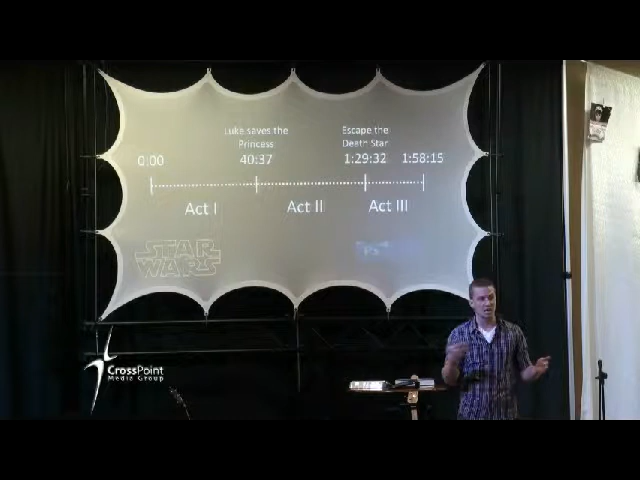 Luke saves the
Princess
Escape the
Death Star
0:00
40:37
1:29:32
1:58:15
Act I
Act II
Act III
STAR
WARS
CrossPoint
Media Group